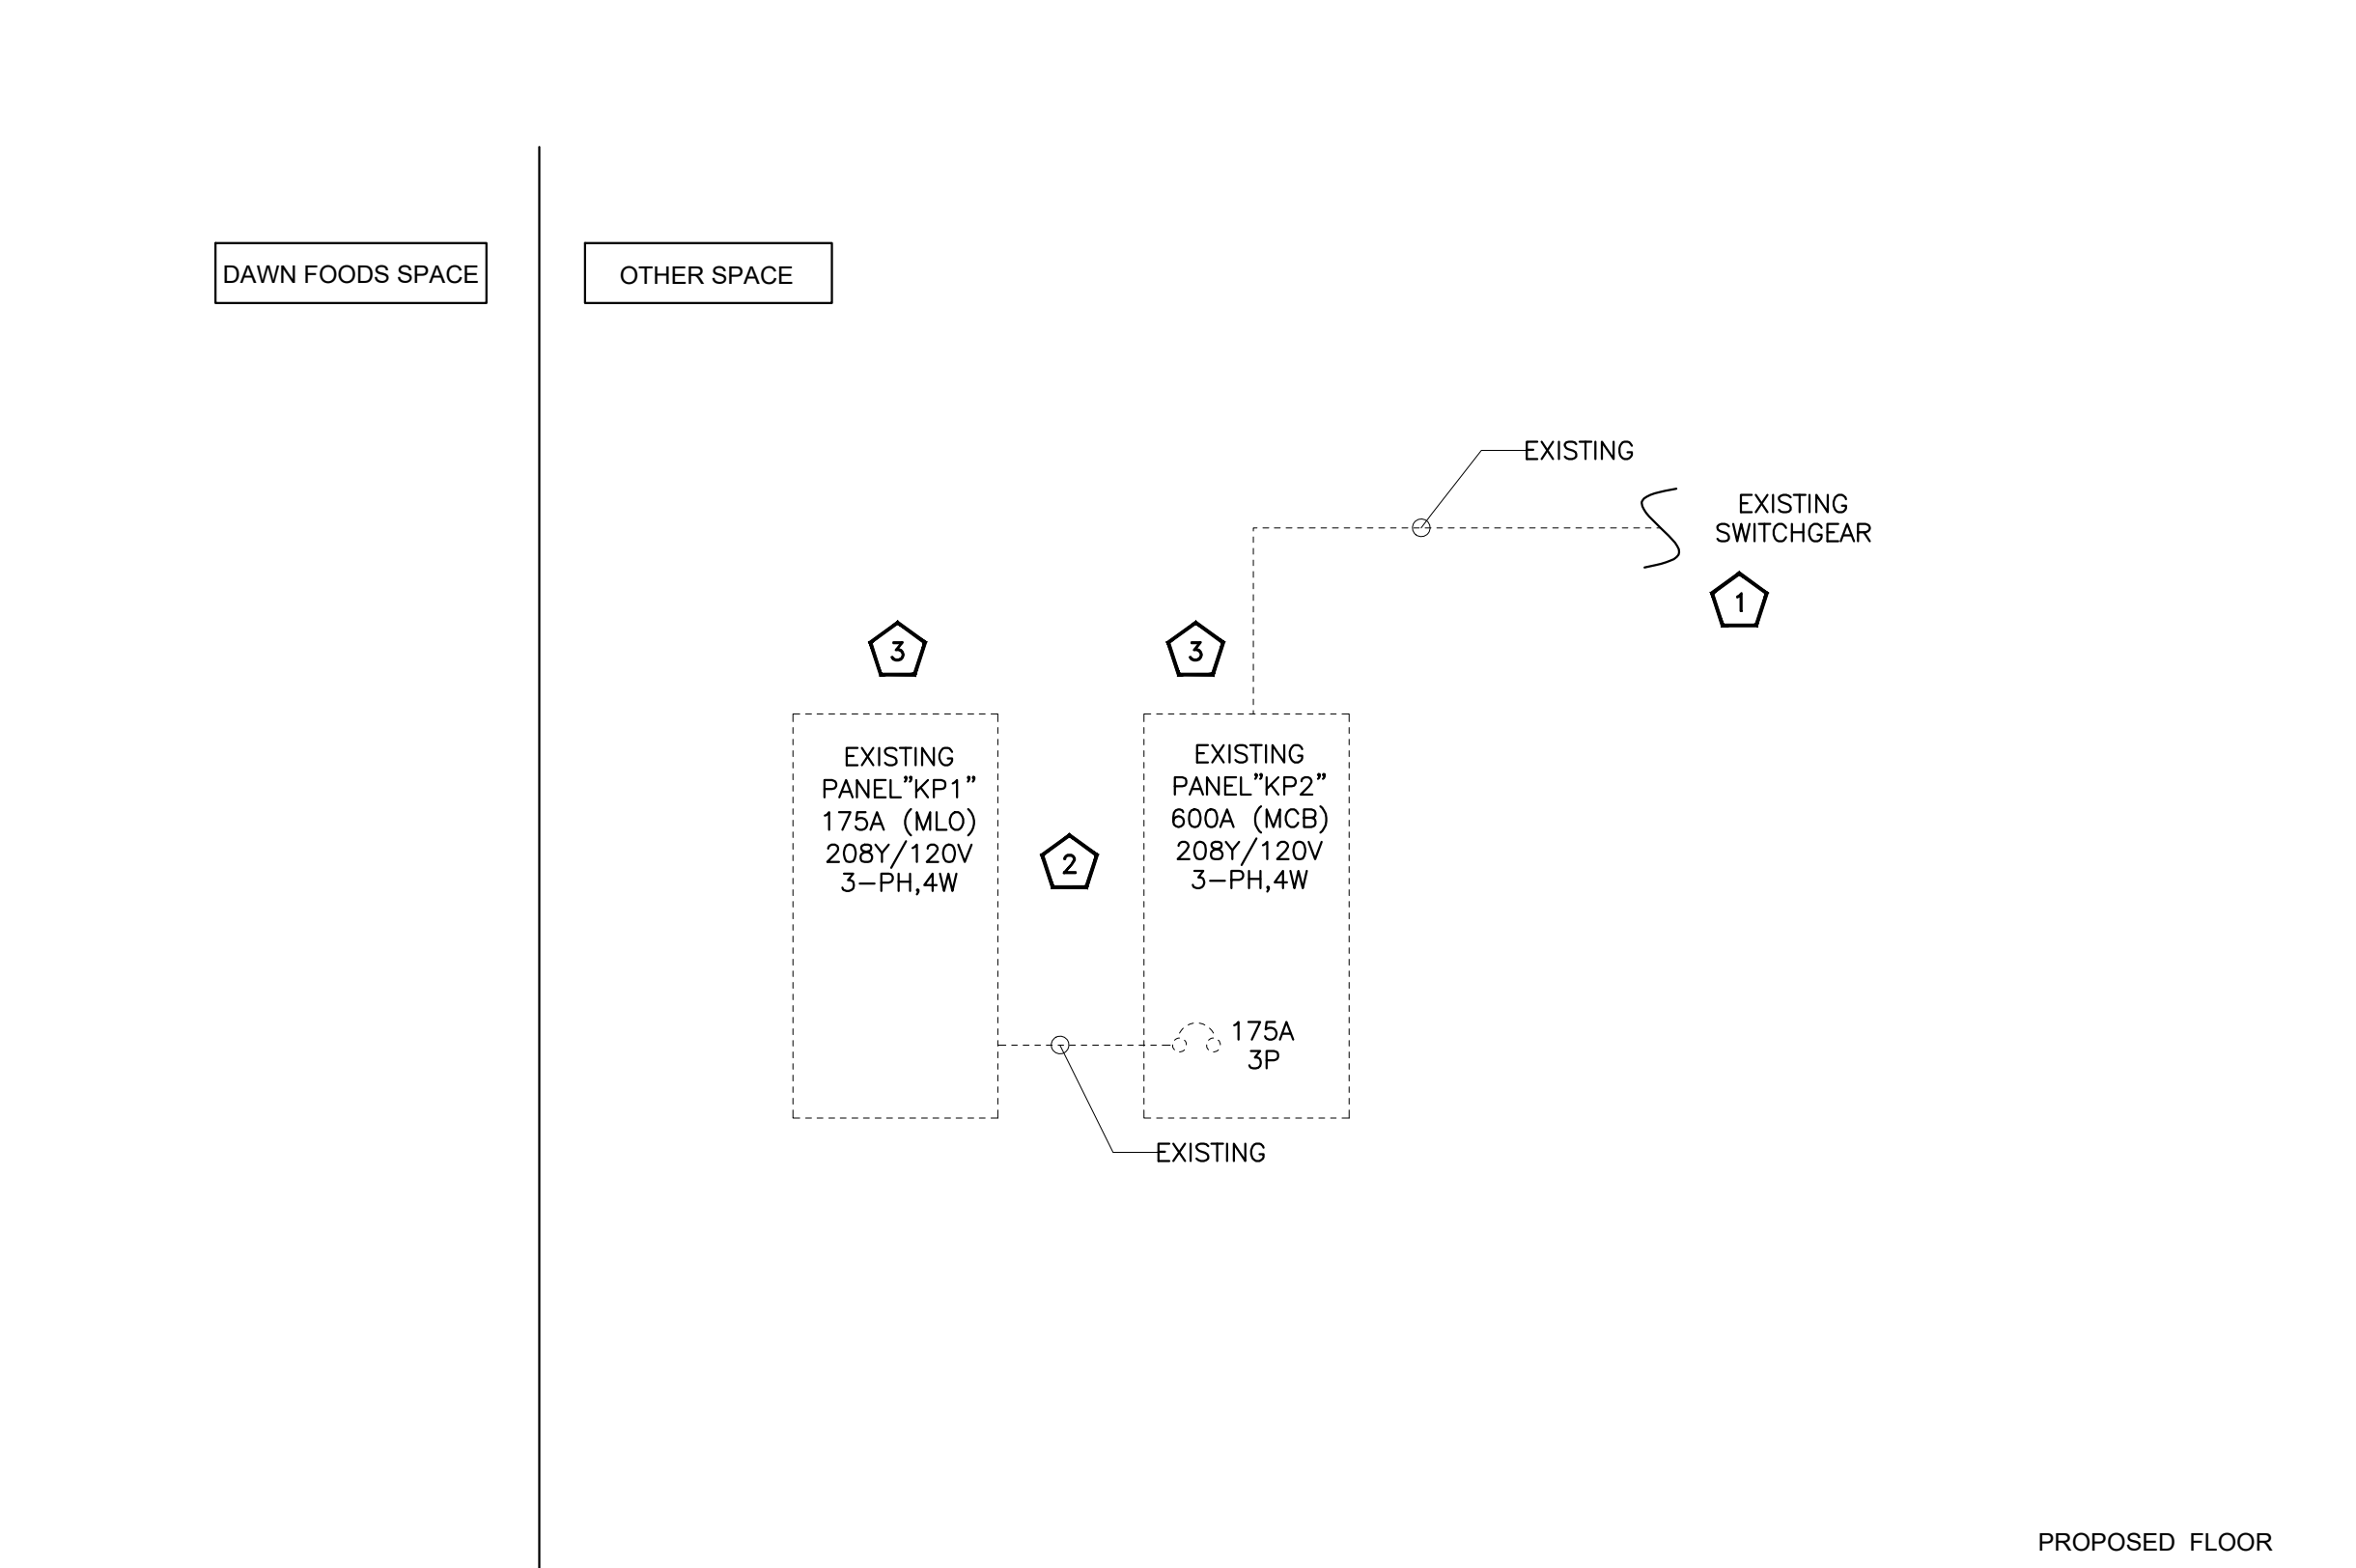 DAWN FOODS SPACE
OTHER SPACE
EXISTING
EXISTING
SWITCHGEAR
1
3
3
EXISTING
PANEL"KP1"
175A (MLO)
208Y/120V
3-PH,4W
2
EXISTING
PANEL"KP2"
600A (MCB)
208Y/120V
3-PH,4W
175A
3P
EXISTING
PROPOSED FLOOR